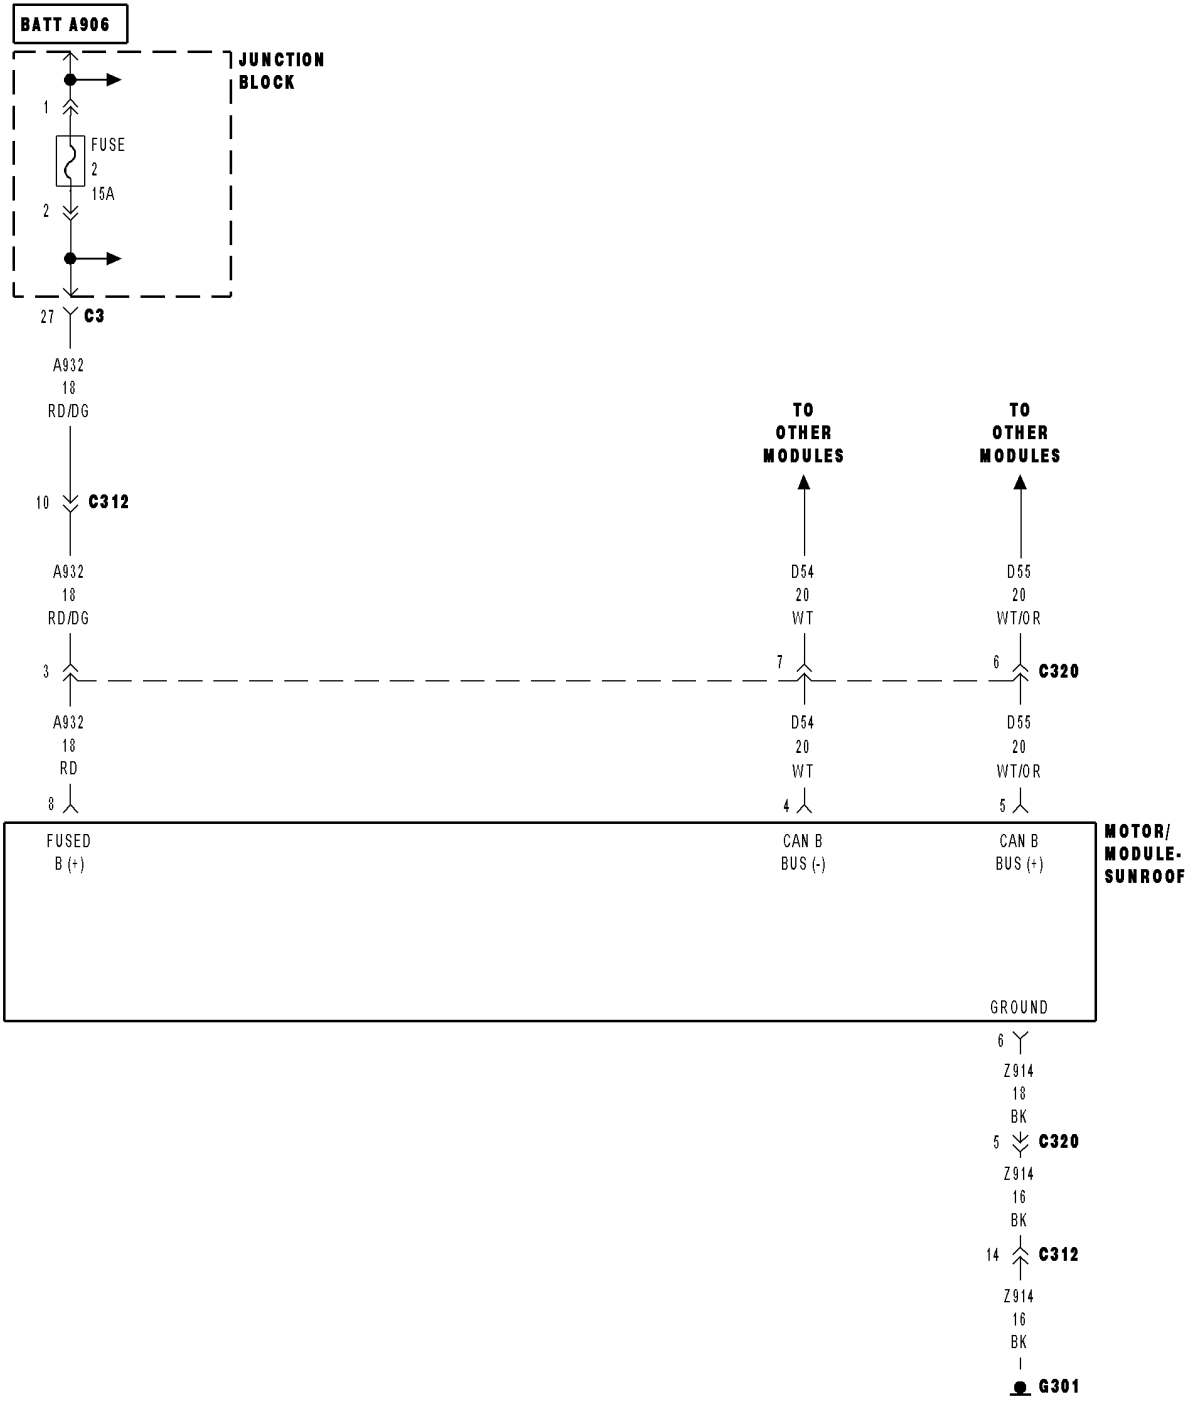 BATT A906
JUNCTION
BLOCK
1
FUSE
2
15A
2
27 C3
A932
18
RD/DG
10 C312
A932
18
RD/DG
3
A932
18
RD
8
TO
OTHER
MODULES
D54
20
WT
7
D54
20
WT
4
TO
OTHER
MODULES
D55
20
WT/OR
6 C320
D55
20
WT/OR
5
FUSED
B (+)
CAN B
BUS (-)
CAN B
BUS (+)
MOTOR/
MODULE-
SUNROOF
GROUND
6
Z914
18
BK
5 C320
Z914
16
BK
14 C312
Z914
16
BK
G301